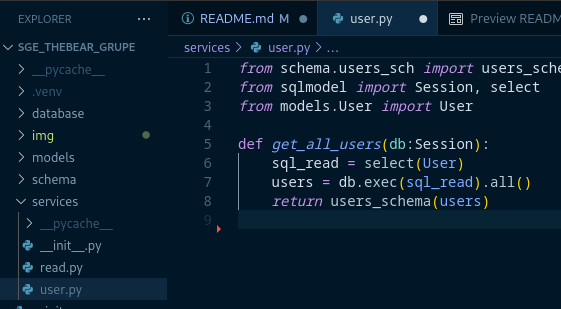 EXPLORER
SGE_THEBEAR_GRUPE
__pycache__
.venv
database
img
models
schema
services
__pycache__
__init__.py
read.py
user.py
README.md M
user.py
Preview READM
services > user.py > ...
1 from schema.users_sch import users_sche
2 from sqlmodel import Session, select
3 from models.User import User
4
5 def get_all_users(db:Session):
6 sql_read = select(User)
7 users = db.exec(sql_read).all()
8 return users_schema(users)
9